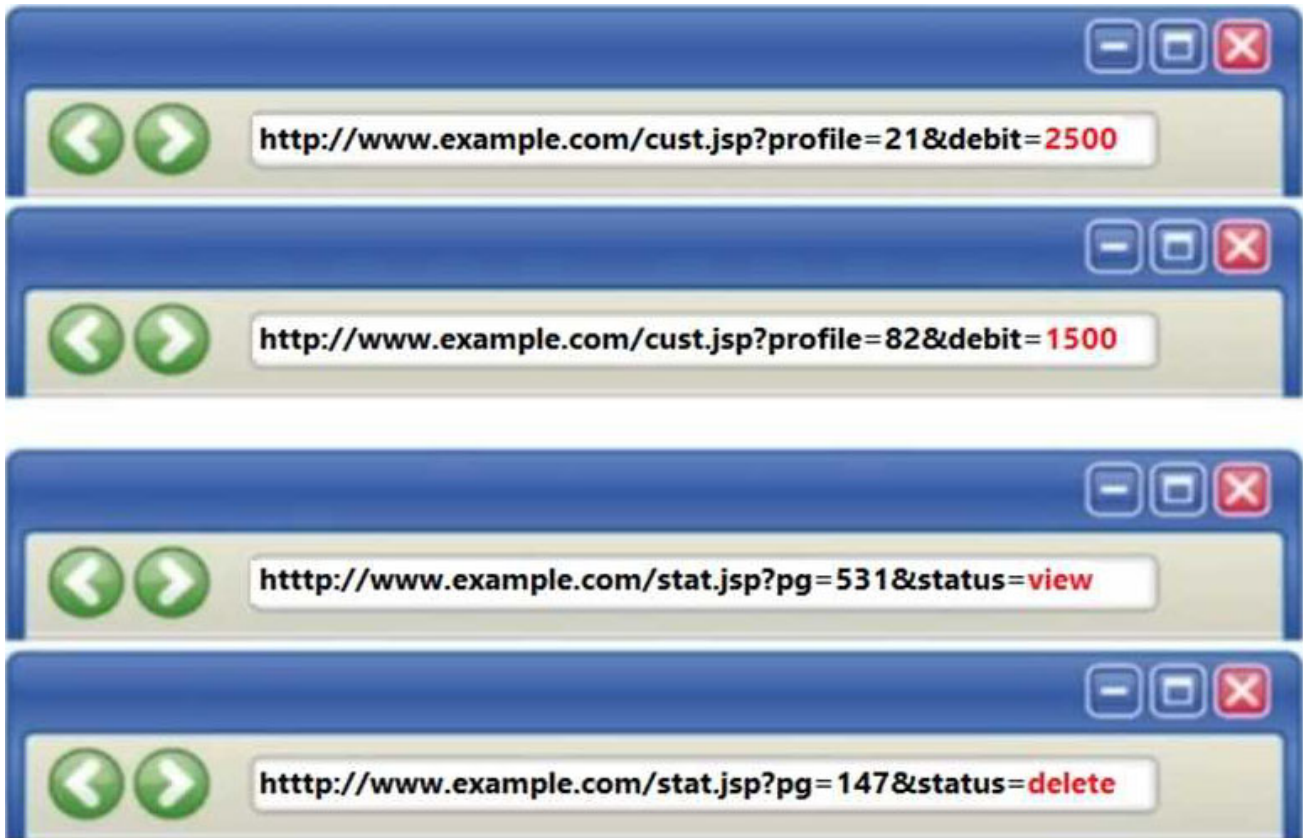 http://www.example.com/cust.jsp?profile=21&debit=2500
http://www.example.com/cust.jsp?profile=82&debit=1500
htttp://www.example.com/stat.jsp?pg=531&status=view
htttp://www.example.com/stat.jsp?pg=147&status=delete